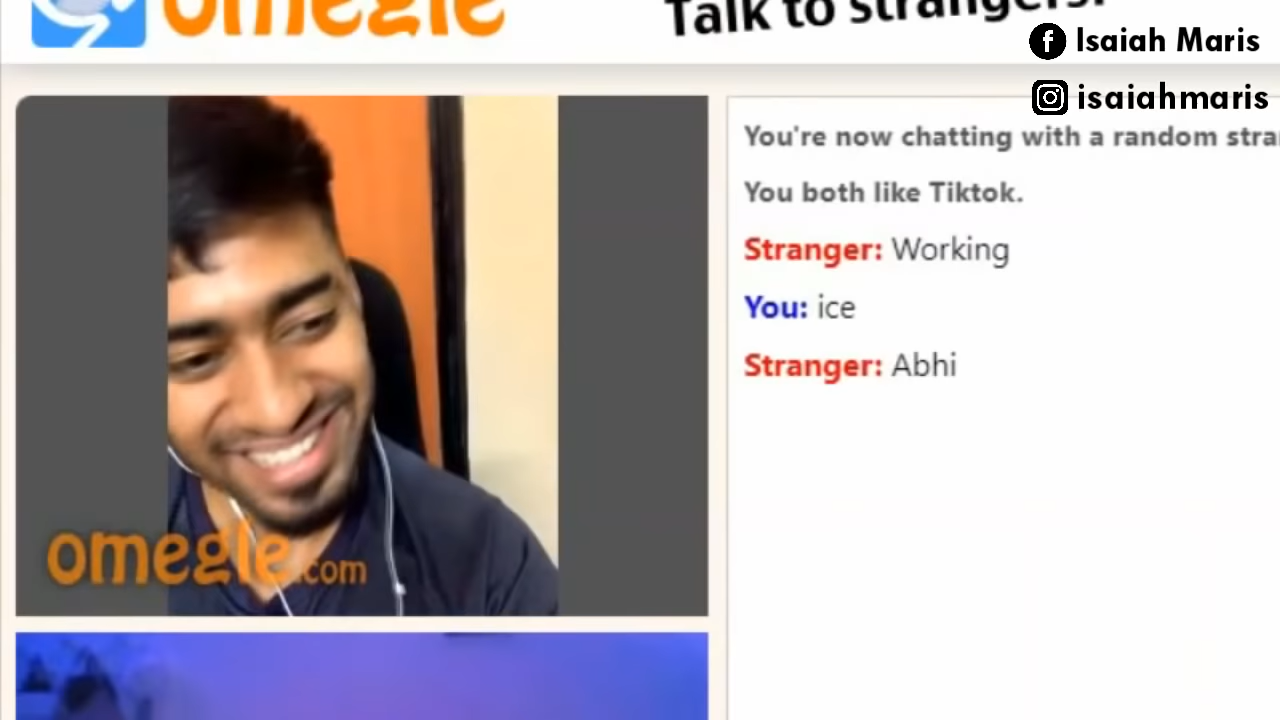 omegle
Talk to strangers!
Isaiah Maris
isaiahmaris
You're now chatting with a random
You both like Tiktok.
Stranger: Working
You: ice
Stranger: Abhi
omegle.com